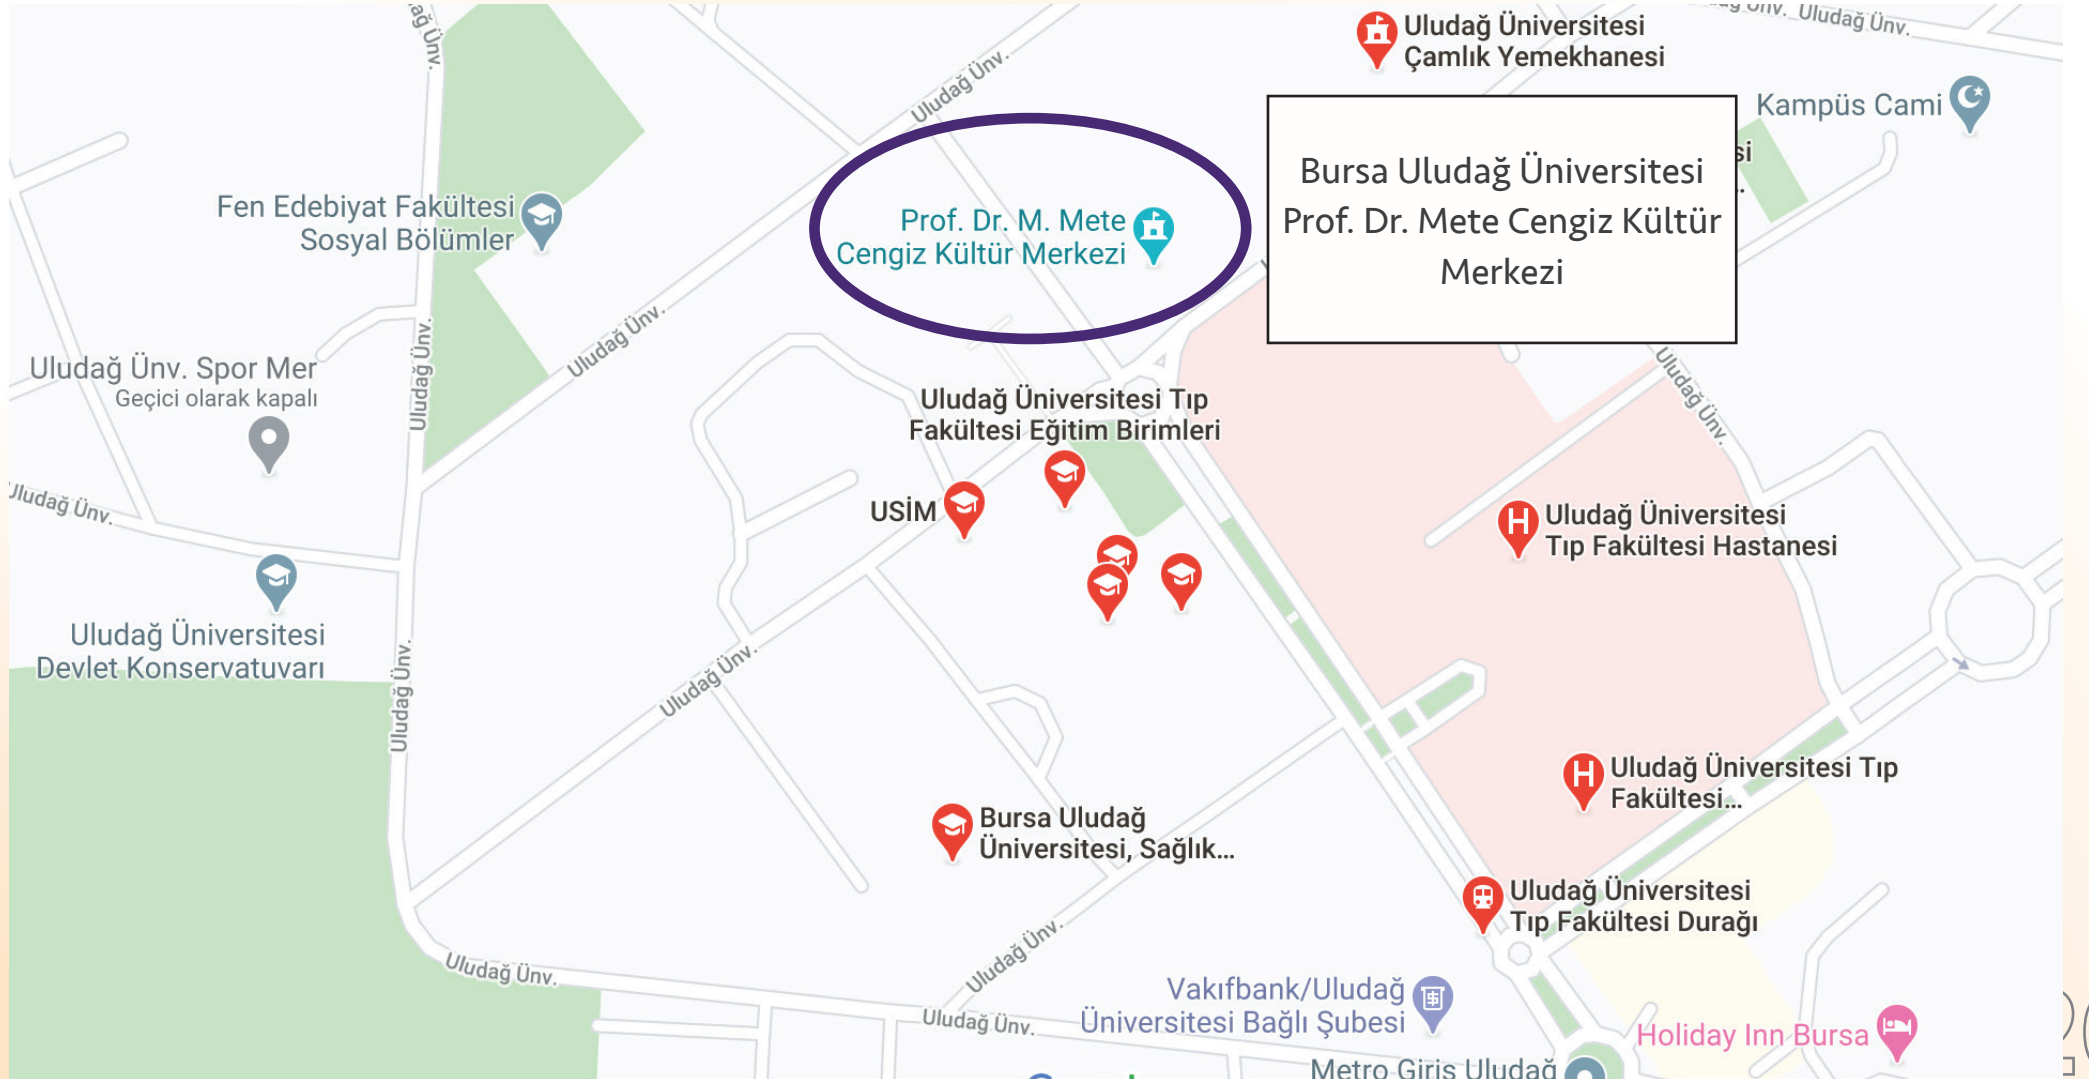 Uludağ Üniversitesi
Çamlık Yemekhanesi
Uludağ Ünv.
Kampüs Cami
Uludağ Ünv.
Bursa Uludağ Üniversitesi
Prof. Dr. Mete Cengiz Kültür
Merkezi
Fen Edebiyat Fakültesi
Sosyal Bölümler
Prof. Dr. M. Mete
Cengiz Kültür Merkezi
Uludağ Ünv.
Uludağ Ünv.
Uludağ Ünv. Spor Mer
Geçici olarak kapalı
Uludağ Ünv.
Uludağ Üniversitesi Tıp
Fakültesi Eğitim Birimleri
USİM
Uludağ Üniversitesi
Tıp Fakültesi Hastanesi
Uludağ Üniversitesi
Devlet Konservatuvarı
Uludağ Ünv.
Uludağ Ünv.
Uludağ Üniversitesi Tıp
Fakültesi...
Bursa Uludağ
Üniversitesi, Sağlık...
Uludağ Üniversitesi
Tıp Fakültesi Durağı
Uludağ Ünv.
Uludağ Ünv.
Vakıfbank/Uludağ
Üniversitesi Bağlı Şubesi
Uludağ Ünv.
Holiday Inn Bursa
Metro Giriş Uludağ